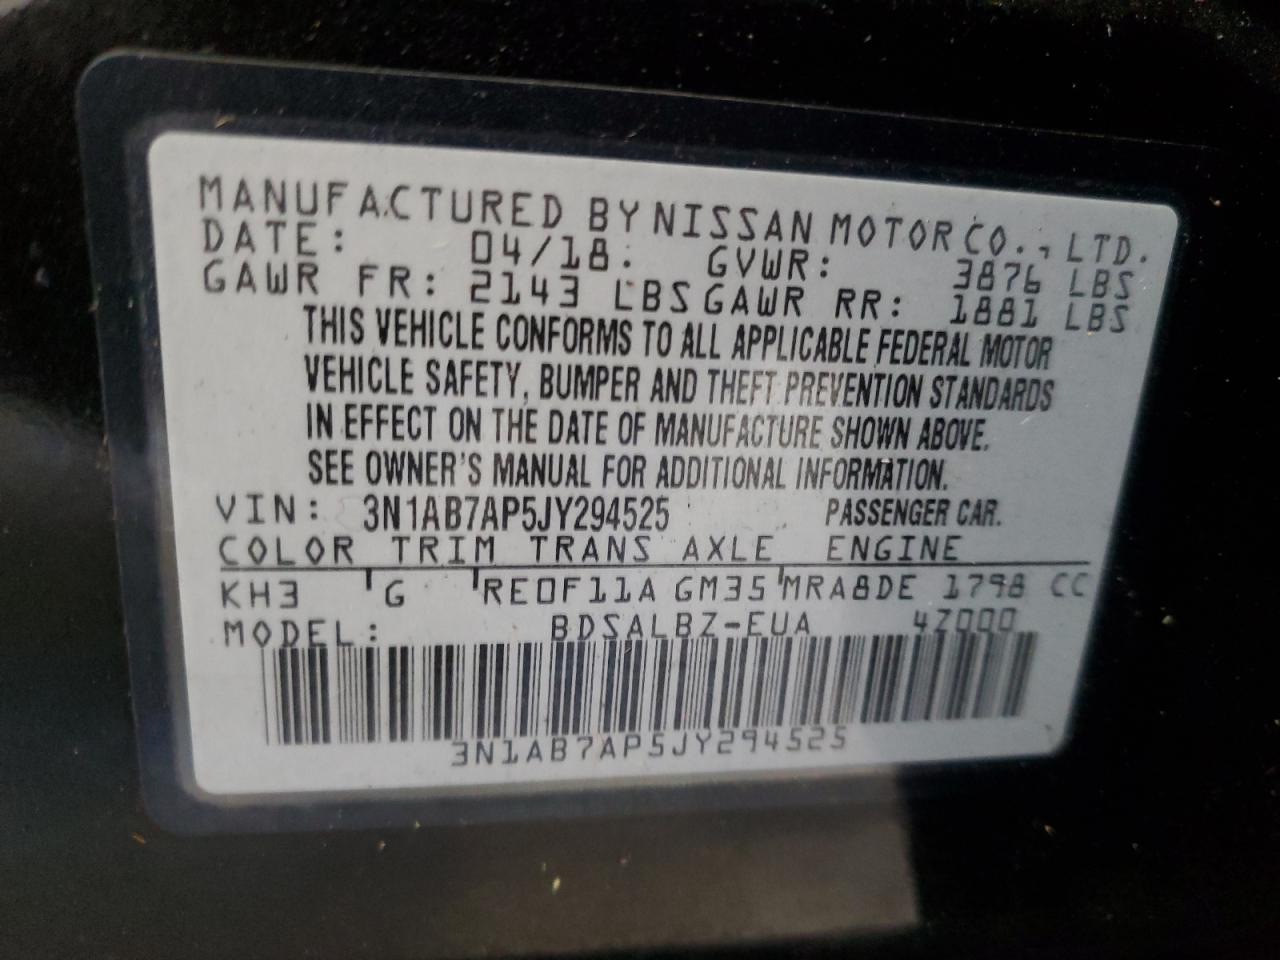 MANUFACTURED BY NISSAN MOTOR CO., LTD.
DATE: 04/18. GVWR: 3876 LBS
GAWR FR: 2143 LBS GAWR RR: 1881 LBS
THIS VEHICLE CONFORMS TO ALL APPLICABLE FEDERAL MOTOR
VEHICLE SAFETY, BUMPER AND THEFT PREVENTION STANDARDS
IN EFFECT ON THE DATE OF MANUFACTURE SHOWN ABOVE.
SEE OWNER'S MANUAL FOR ADDITIONAL INFORMATION.
VIN: 3N1AB7AP5JY294525 PASSENGER CAR.
COLOR TRIM TRANS AXLE ENGINE
KH3 G RE0F11A GM35 MRA8DE 1798 CC
MODEL: BDSALBZ-EUA 4Z000
3N1AB7AP5JY294525